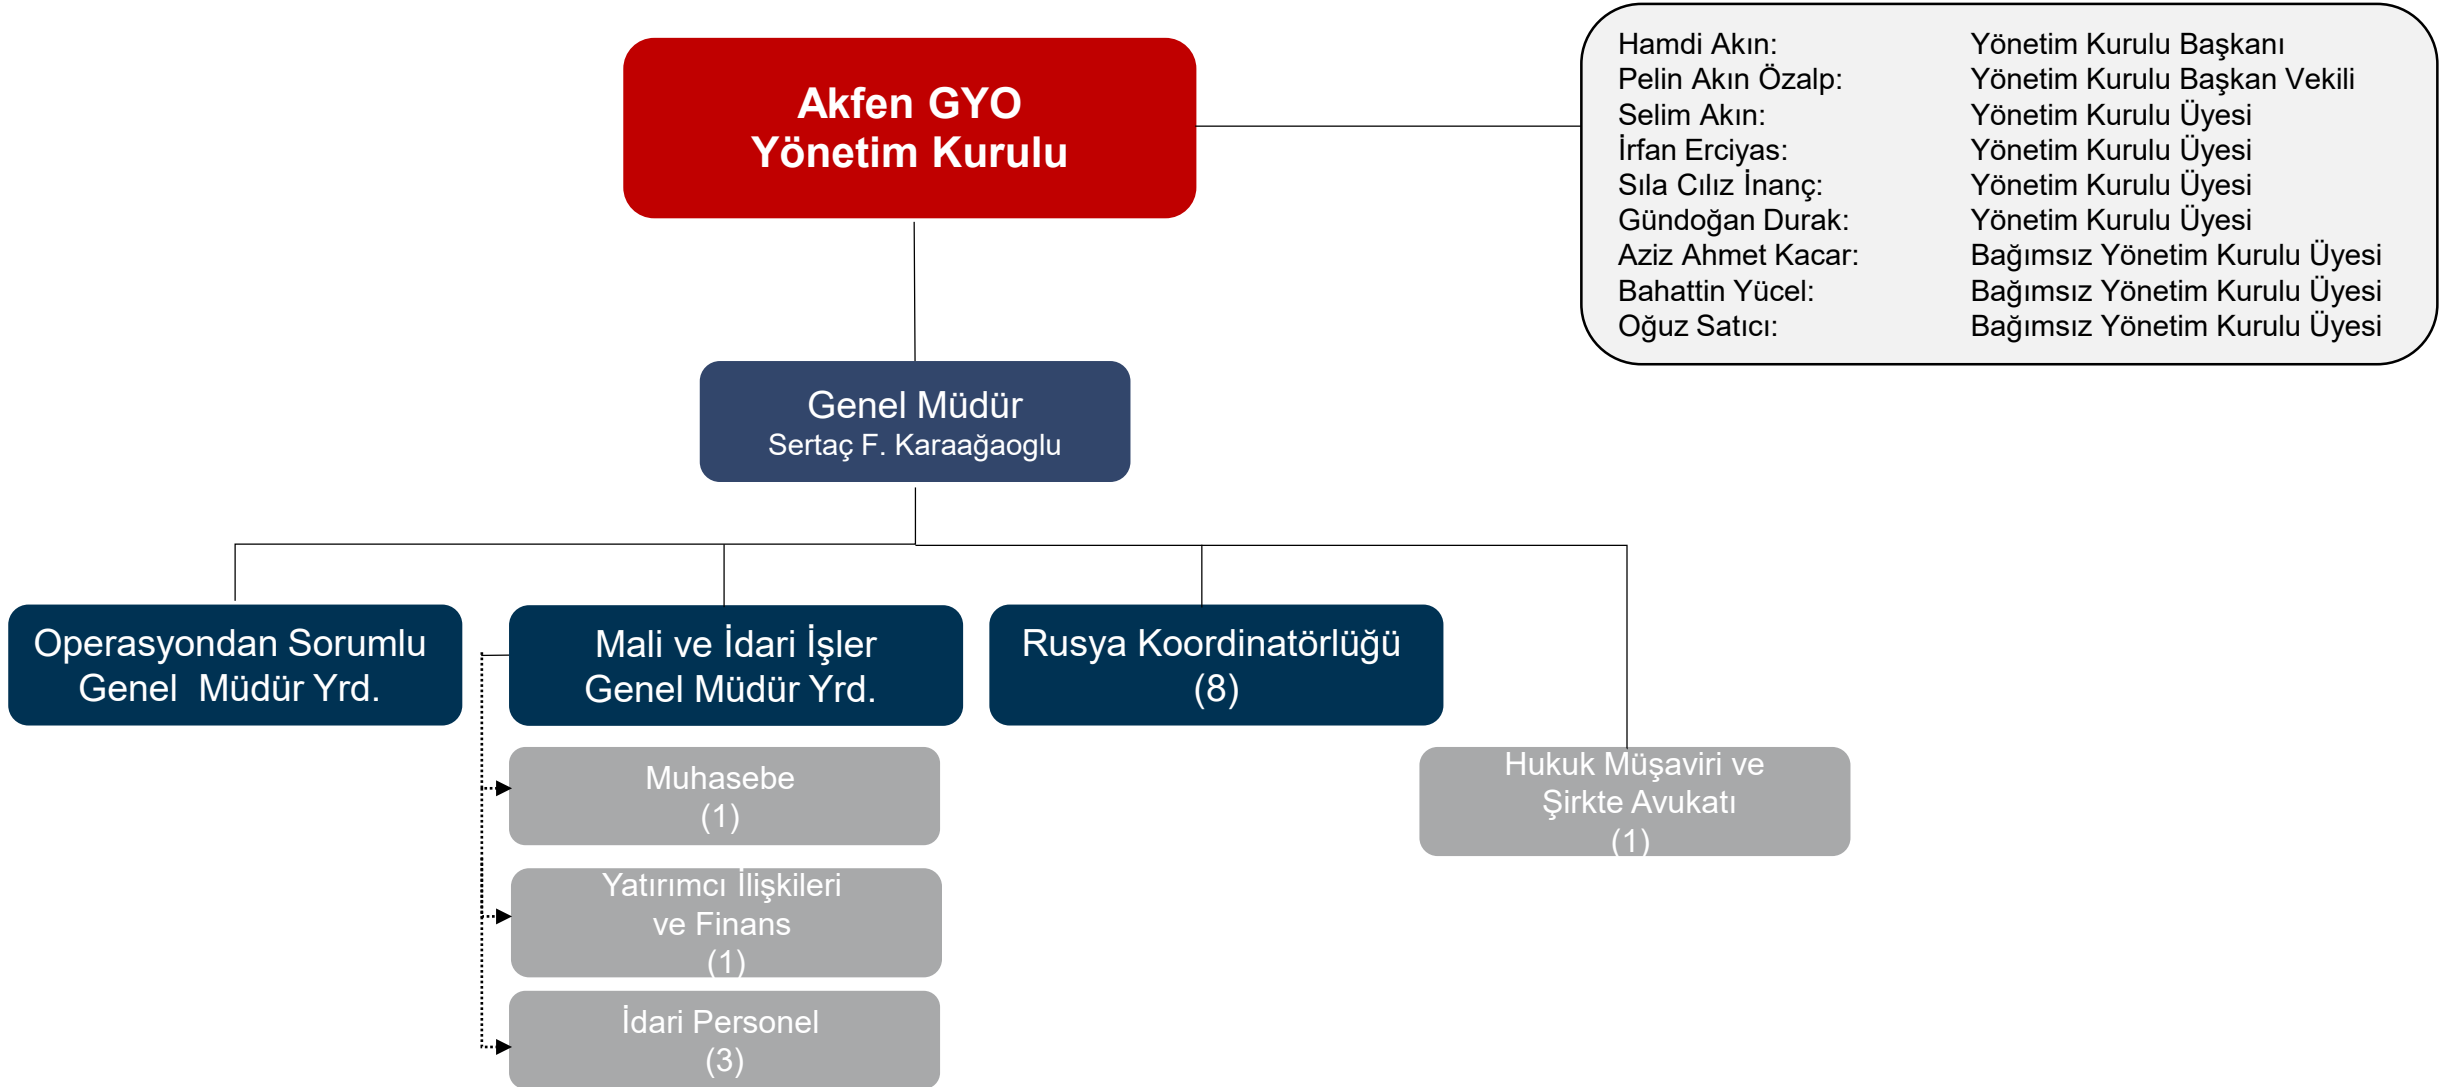 Akfen GYO
Yönetim Kurulu
Hamdi Akın: Yönetim Kurulu Başkanı
Pelin Akın Özalp: Yönetim Kurulu Başkan Vekili
Selim Akın: Yönetim Kurulu Üyesi
İrfan Erciyas: Yönetim Kurulu Üyesi
Sıla Cılız İnanç: Yönetim Kurulu Üyesi
Gündoğan Durak: Yönetim Kurulu Üyesi
Aziz Ahmet Kacar: Bağımsız Yönetim Kurulu Üyesi
Bahattin Yücel: Bağımsız Yönetim Kurulu Üyesi
Oğuz Satıcı: Bağımsız Yönetim Kurulu Üyesi
Genel Müdür
Sertaç F. Karaağaoglu
Operasyondan Sorumlu
Genel Müdür Yrd.
Mali ve İdari İşler
Genel Müdür Yrd.
Rusya Koordinatörlüğü
(8)
Muhasebe
(1)
Yatırımcı İlişkileri
ve Finans
(1)
İdari Personel
(3)
Hukuk Müşaviri ve
Şirkte Avukatı
(1)